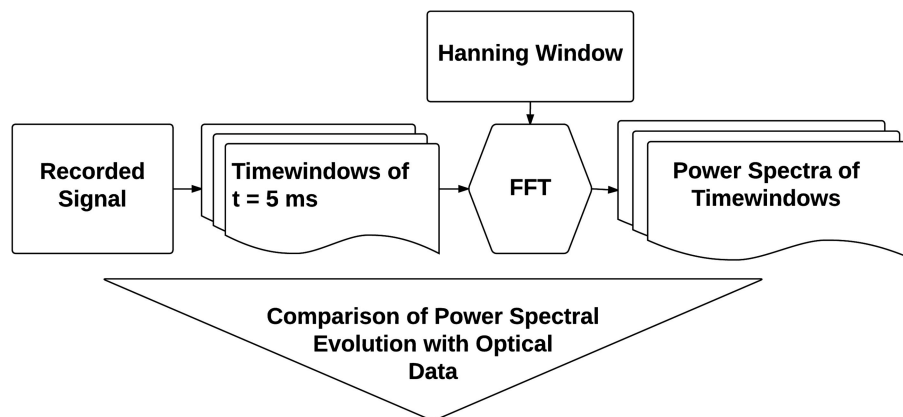 Hanning Window
Recorded
Signal
Timewindows of
t = 5 ms
FFT
Power Spectra of
Timewindows
Comparison of Power Spectral
Evolution with Optical
Data